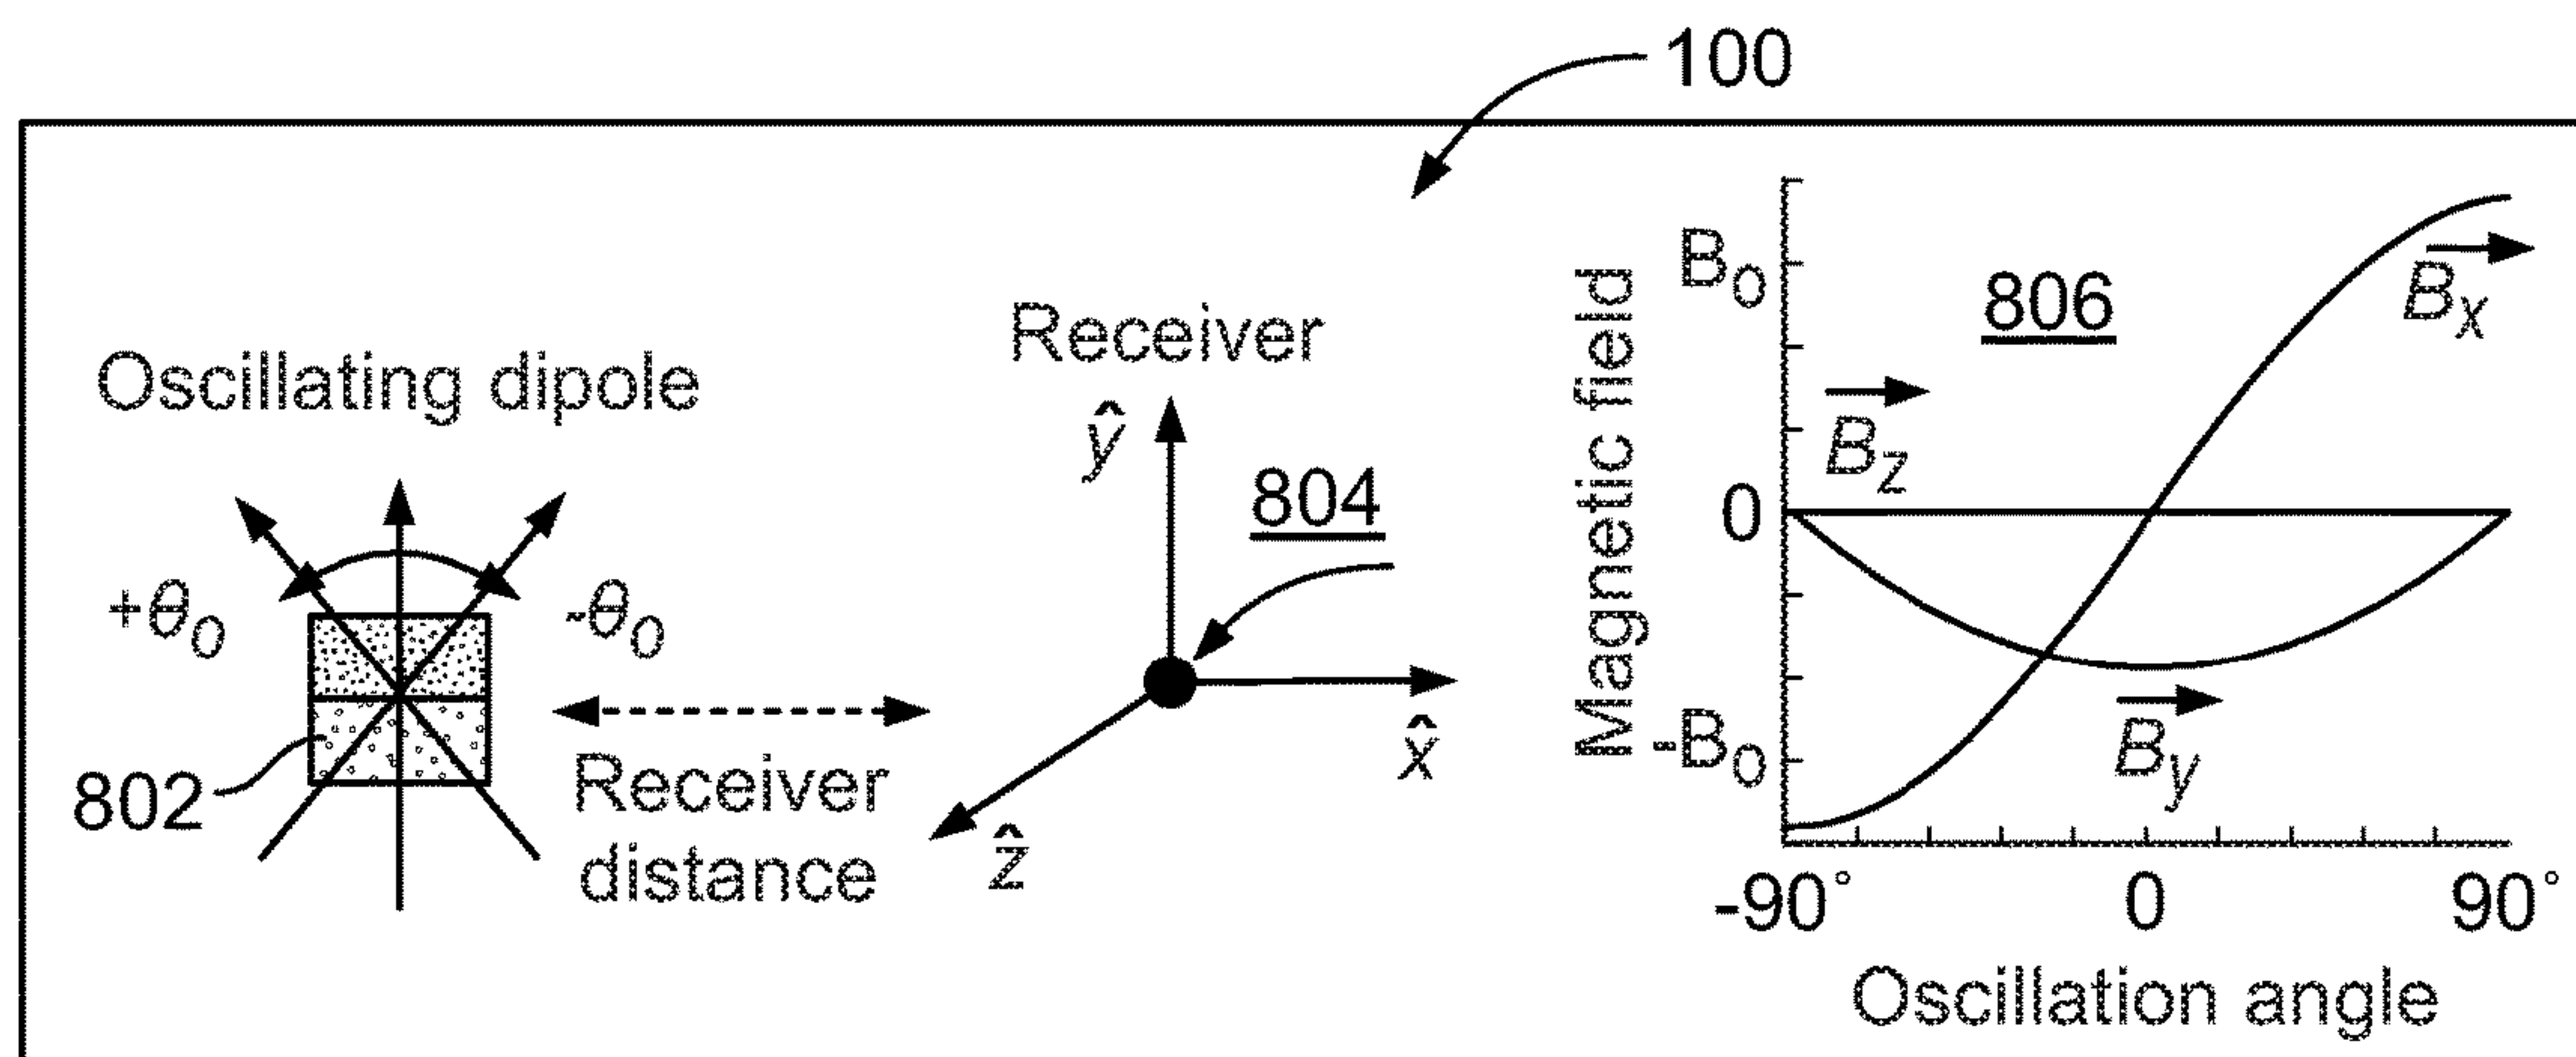 100
Oscillating dipole
+θ0
-θ0
802
Receiver
distance
Receiver
ŷ
804
x̂
ẑ
Magnetic field
B0
0
-B0
806
Bx
Bz
By
-90°
0
90°
Oscillation angle